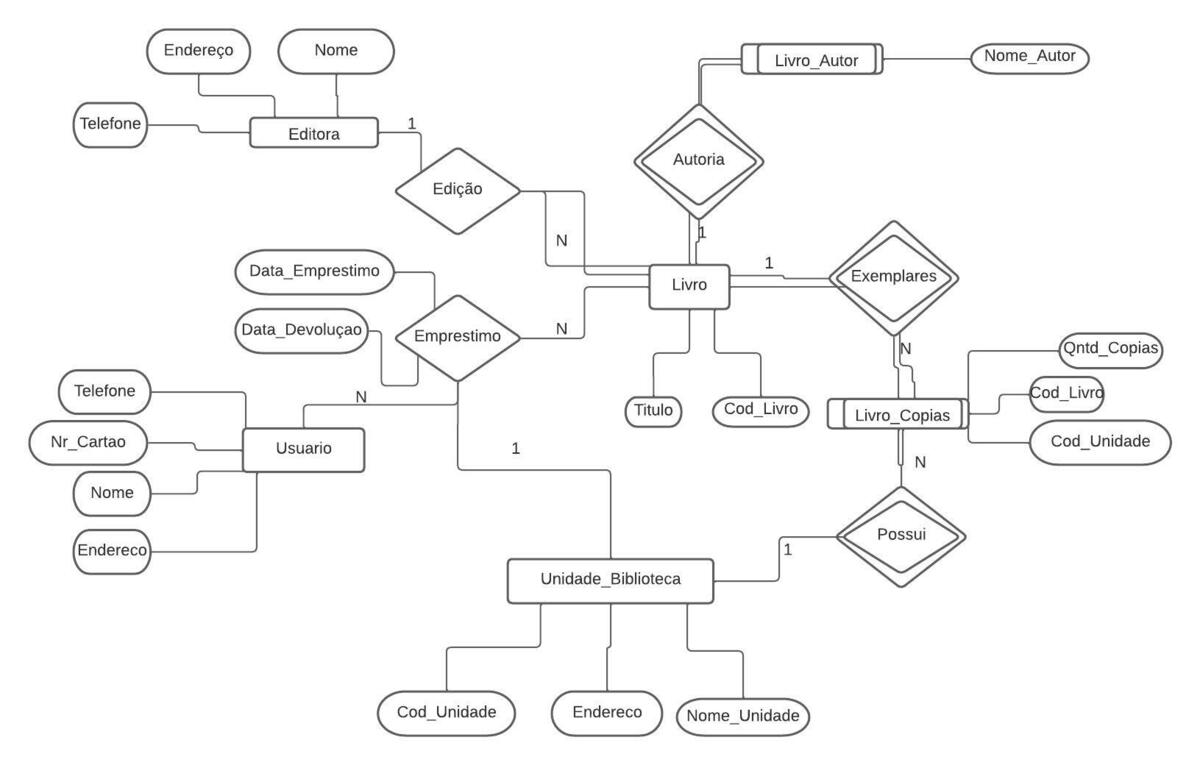 Endereço
Nome
Livro_Autor
Nome_Autor
Telefone
Editora
1
Autoria
Edição
N
1
Data_Emprestimo
1
Exemplares
Livro
Data_Devoluçao
Emprestimo
N
N
Qntd_Copias
Telefone
N
Titulo
Cod_Livro
Livro_Copias
Cod_Livro
Nr_Cartao
Usuario
1
N
Cod_Unidade
Nome
Endereco
Possui
1
Unidade_Biblioteca
Cod_Unidade
Endereco
Nome_Unidade